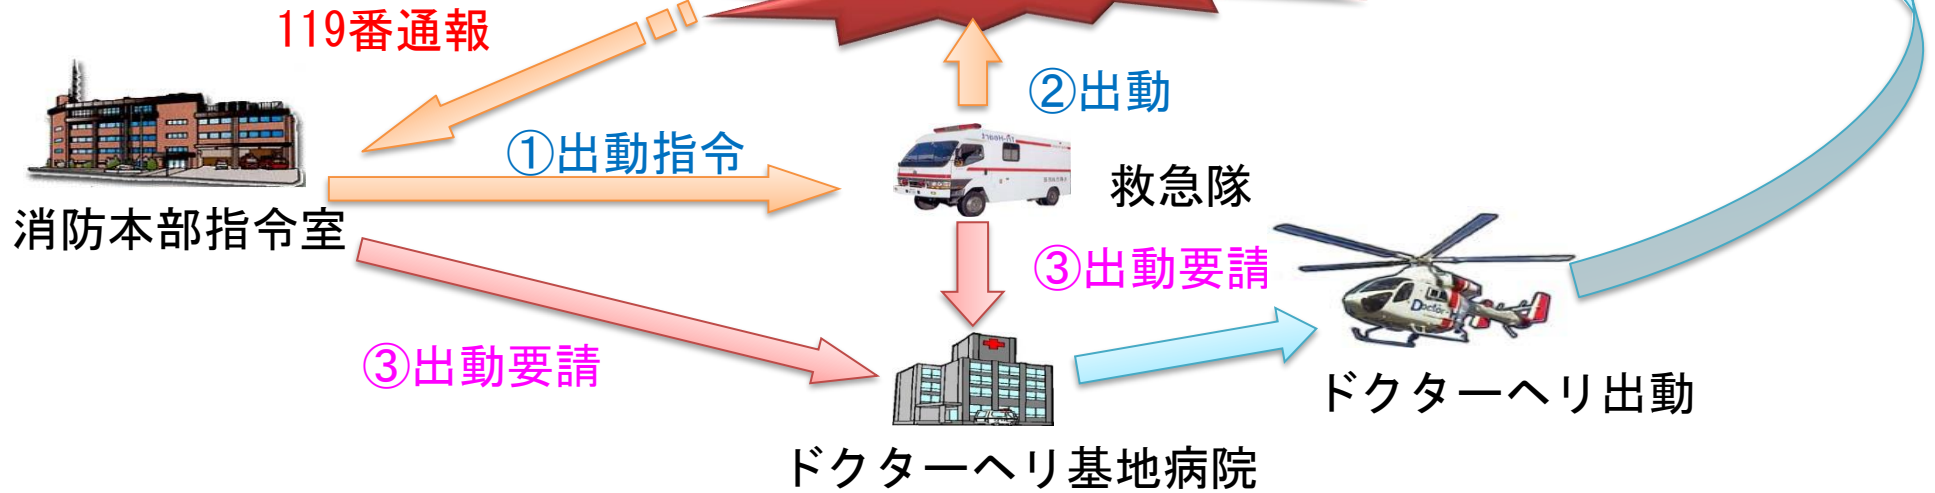 119番通報
②出動
①出動指令
救急隊
消防本部指令室
③出動要請
Doctor-
③出動要請
ドクターヘリ出動
ドクターヘリ基地病院